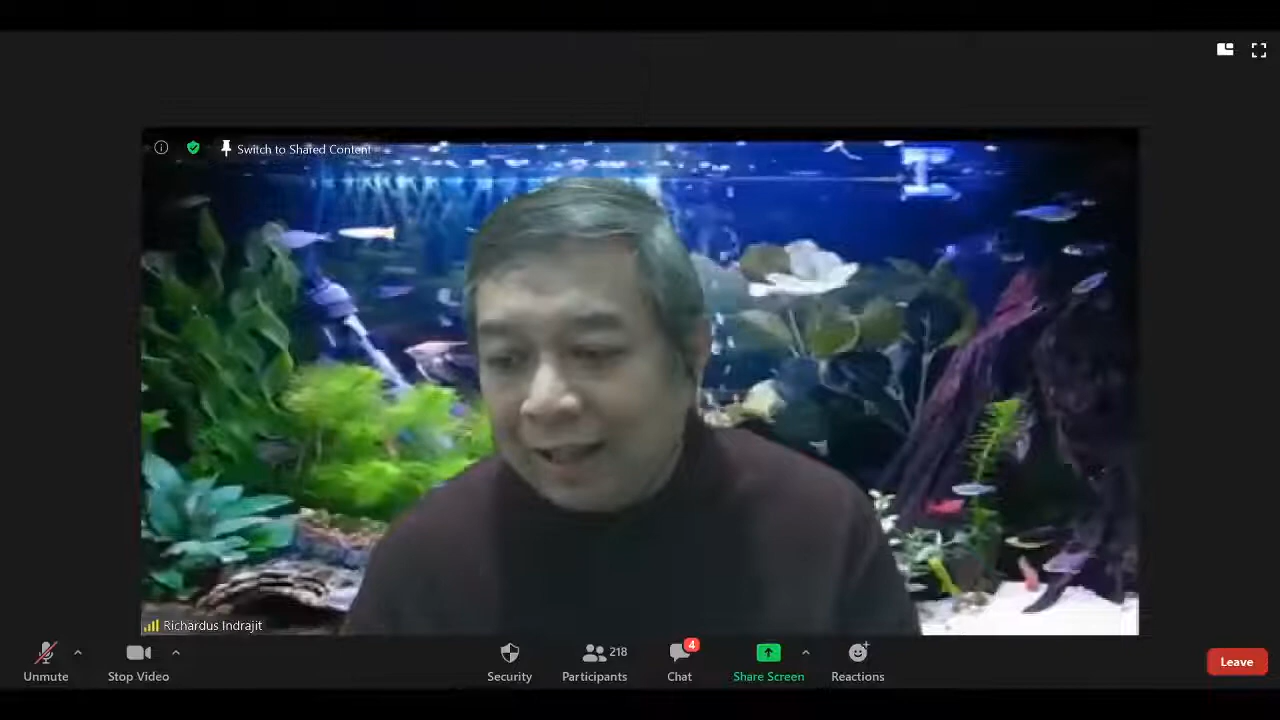 Switch to Shared Content
Richardus Indrajit
218
4
Unmute
Stop Video
Security
Participants
Chat
Share Screen
Reactions
Leave